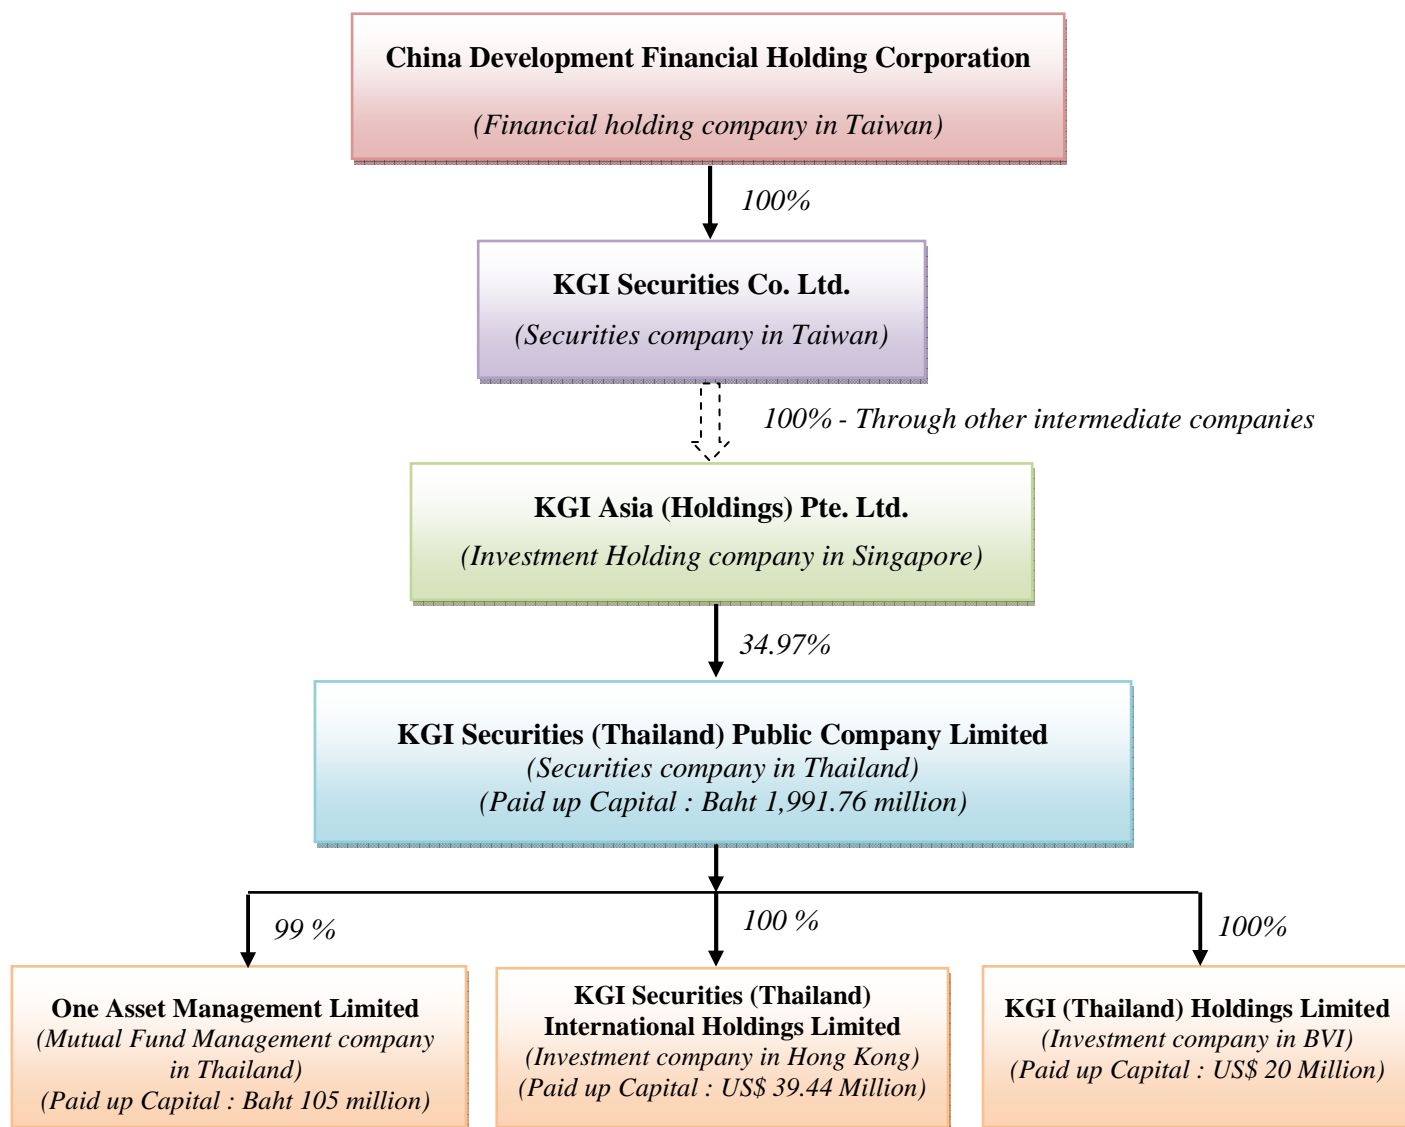 China Development Financial Holding Corporation
(Financial holding company in Taiwan)
100%
KGI Securities Co. Ltd.
(Securities company in Taiwan)
100% - Through other intermediate companies
KGI Asia (Holdings) Pte. Ltd.
(Investment Holding company in Singapore)
34.97%
KGI Securities (Thailand) Public Company Limited
(Securities company in Thailand)
(Paid up Capital : Baht 1,991.76 million)
99 %
100 %
100%
One Asset Management Limited
(Mutual Fund Management company
in Thailand)
(Paid up Capital : Baht 105 million)
KGI Securities (Thailand)
International Holdings Limited
(Investment company in Hong Kong)
(Paid up Capital : US$ 39.44 Million)
KGI (Thailand) Holdings Limited
(Investment company in BVI)
(Paid up Capital : US$ 20 Million)